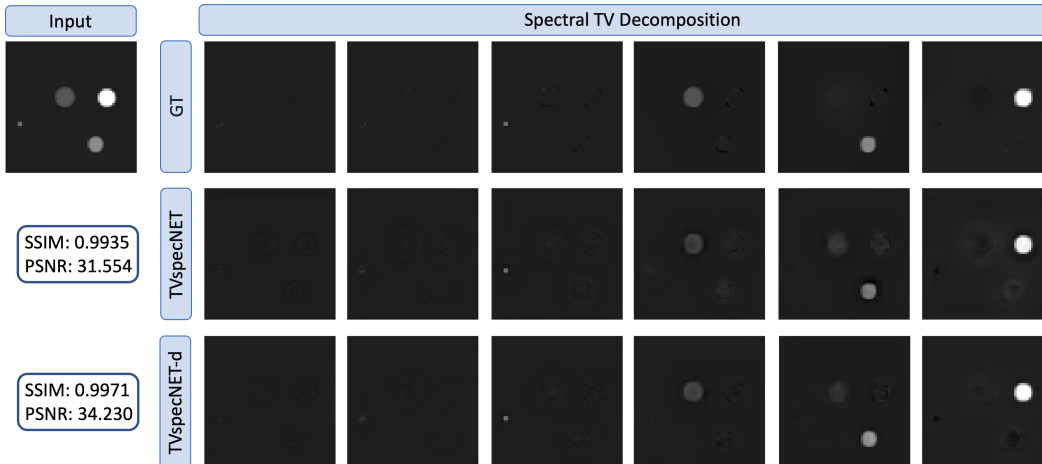 Input
Spectral TV Decomposition
GT
SSIM: 0.9935
PSNR: 31.554
TVspecNET
SSIM: 0.9971
PSNR: 34.230
TVspecNET-d